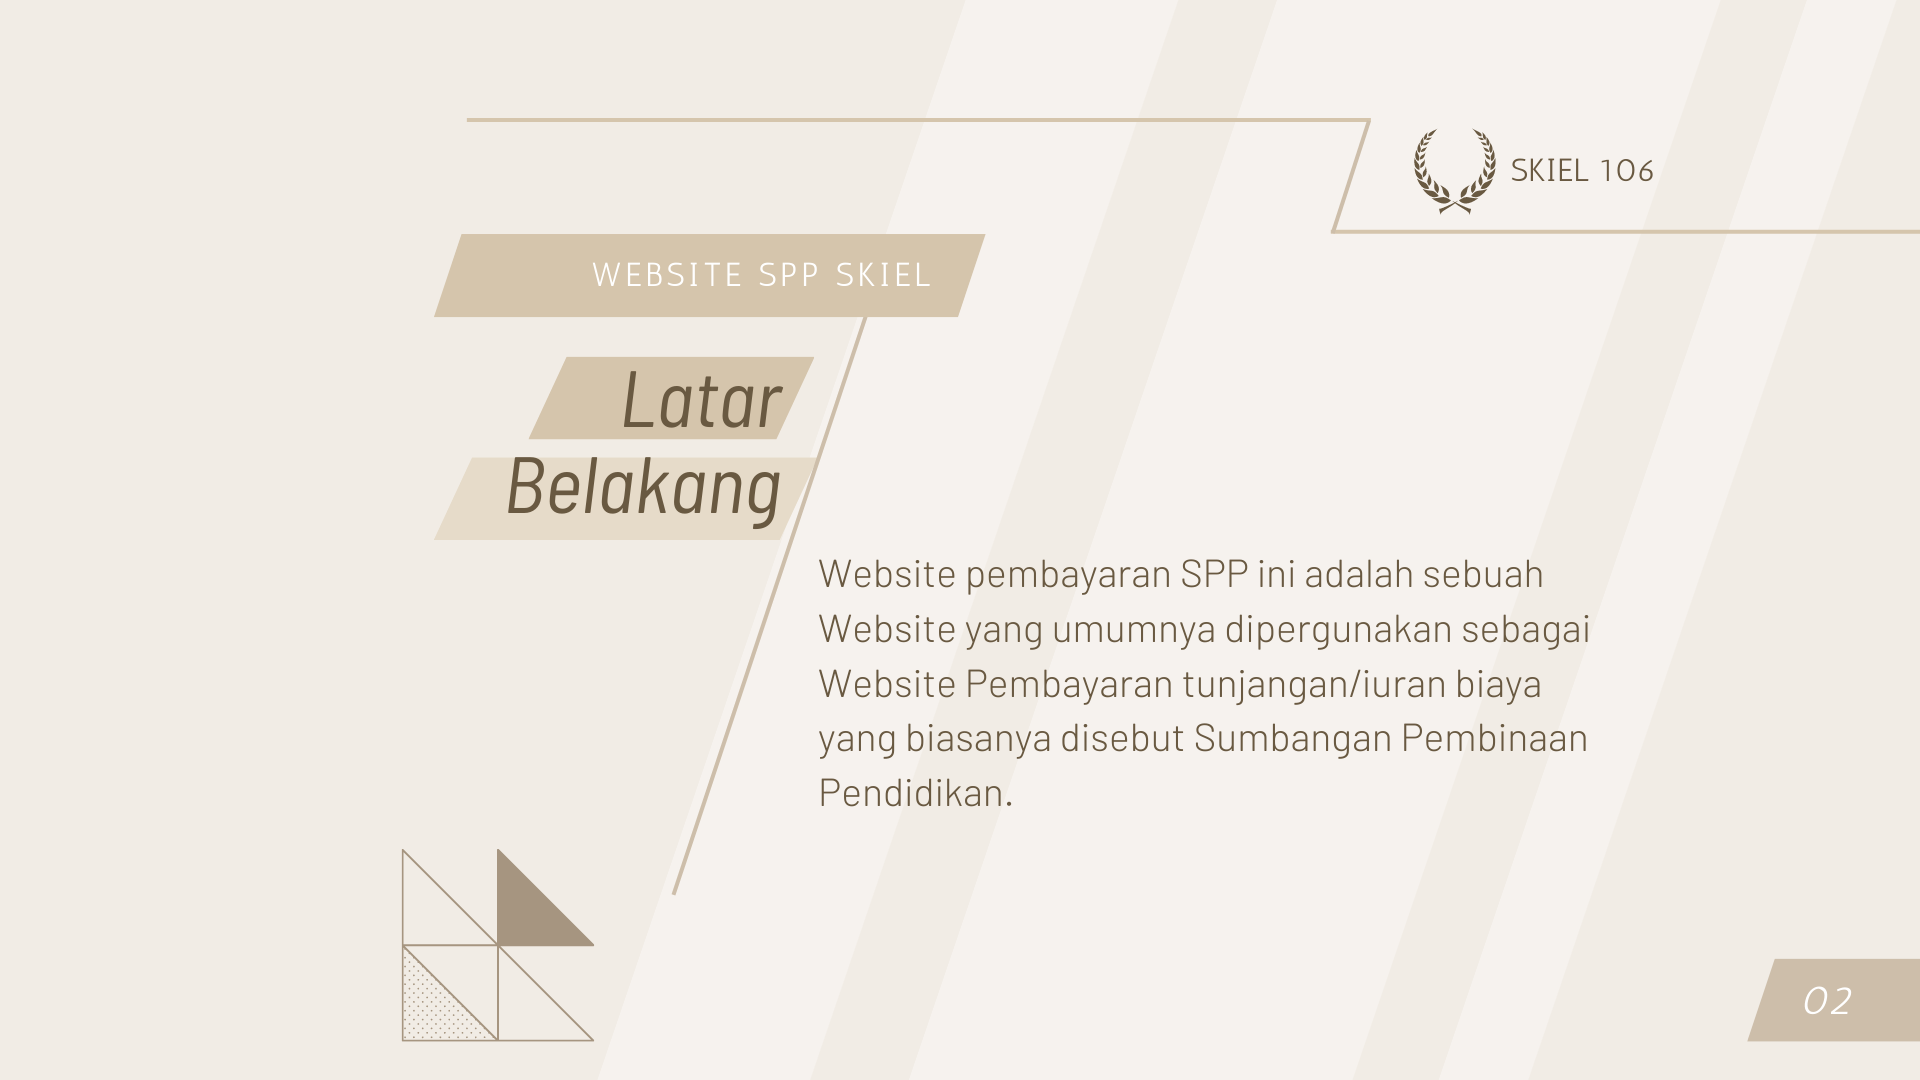 SKIEL 106
WEBSITE SPP SKIEL
Latar
Belakang
Website pembayaran SPP ini adalah sebuah
Website yang umumnya dipergunakan sebagai
Website Pembayaran tunjangan/iuran biaya
yang biasanya disebut Sumbangan Pembinaan
Pendidikan.
02